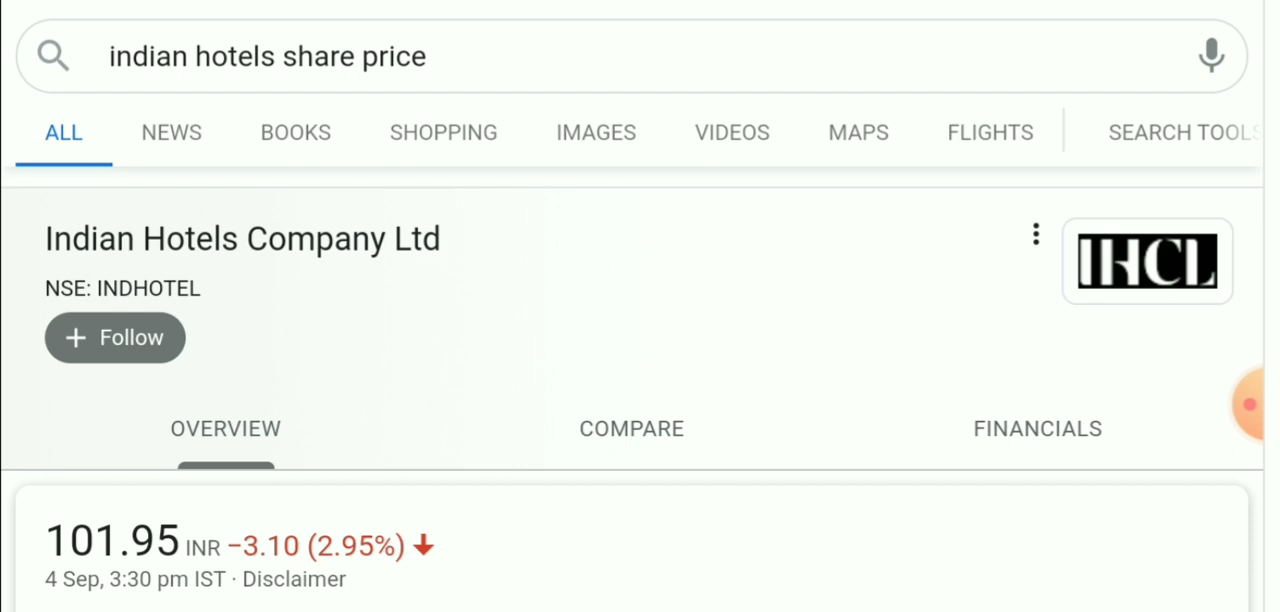 indian hotels share price
ALL NEWS BOOKS SHOPPING IMAGES VIDEOS MAPS FLIGHTS SEARCH TOOLS
Indian Hotels Company Ltd
IHCL
NSE: INDHOTEL
+ Follow
OVERVIEW COMPARE FINANCIALS
101.95 INR −3.10 (2.95%) ↓
4 Sep, 3:30 pm IST · Disclaimer